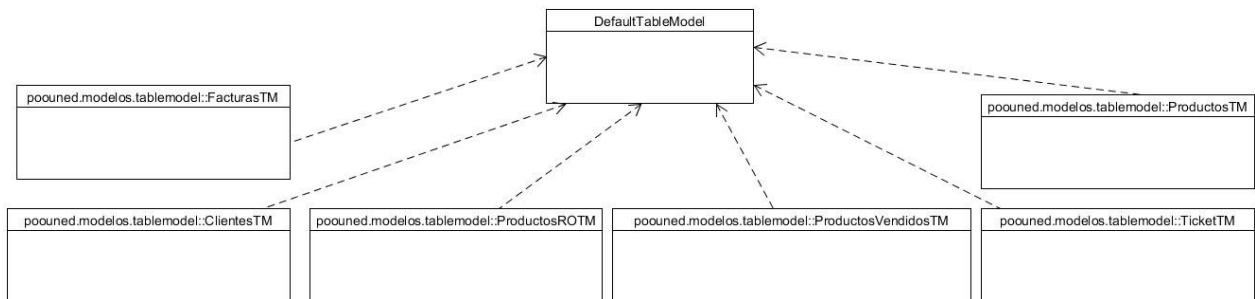 DefaultTableModel
poouned.modelos.tablemodel::FacturasTM
poouned.modelos.tablemodel::ProductosTM
poouned.modelos.tablemodel::ClientesTM
poouned.modelos.tablemodel::ProductosROTM
poouned.modelos.tablemodel::ProductosVendidosTM
poouned.modelos.tablemodel::TicketTM